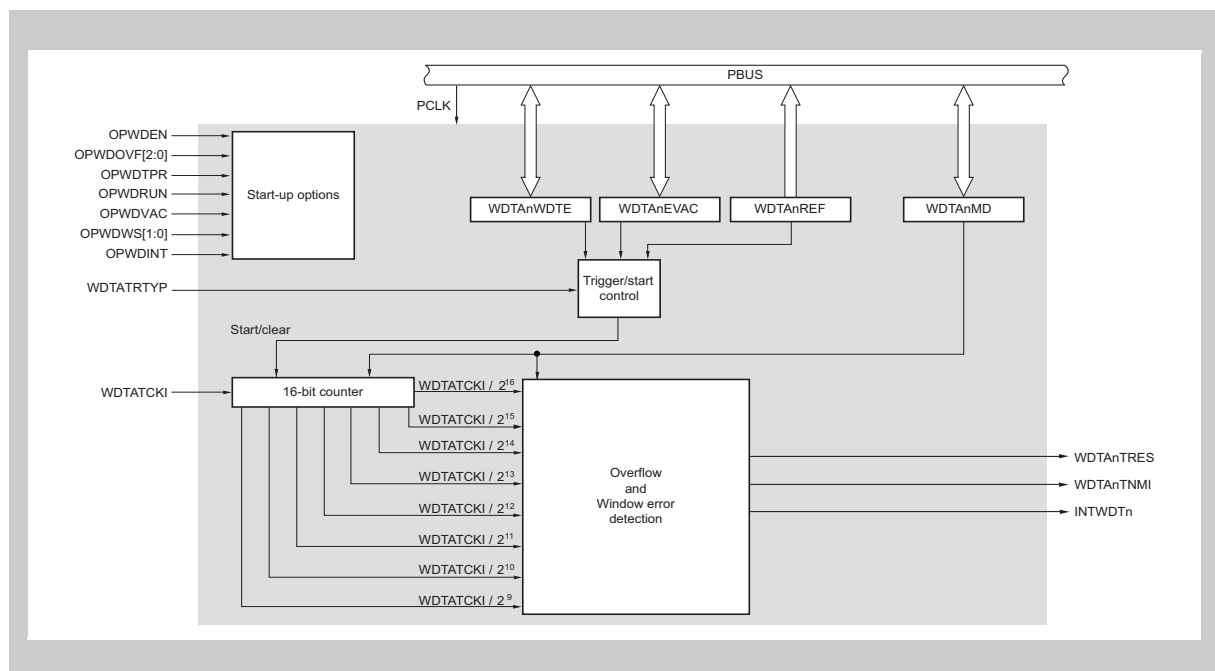 PBUS
PCLK
OPWDEN
OPWDOVF[2:0]
OPWDTPR
OPWDRUN
OPWDVAC
OPWDWS[1:0]
OPWDINT
Start-up options
WDTAnWDTE
WDTAnEVAC
WDTAnREF
WDTAnMD
WDTATRTYP
Trigger/start
control
Start/clear
WDTATCKI
16-bit counter
WDTATCKI / 2¹⁶
WDTATCKI / 2¹⁵
WDTATCKI / 2¹⁴
WDTATCKI / 2¹³
WDTATCKI / 2¹²
WDTATCKI / 2¹¹
WDTATCKI / 2¹⁰
WDTATCKI / 2⁹
Overflow
and
Window error
detection
WDTAnTRES
WDTAnTNMI
INTWDTn